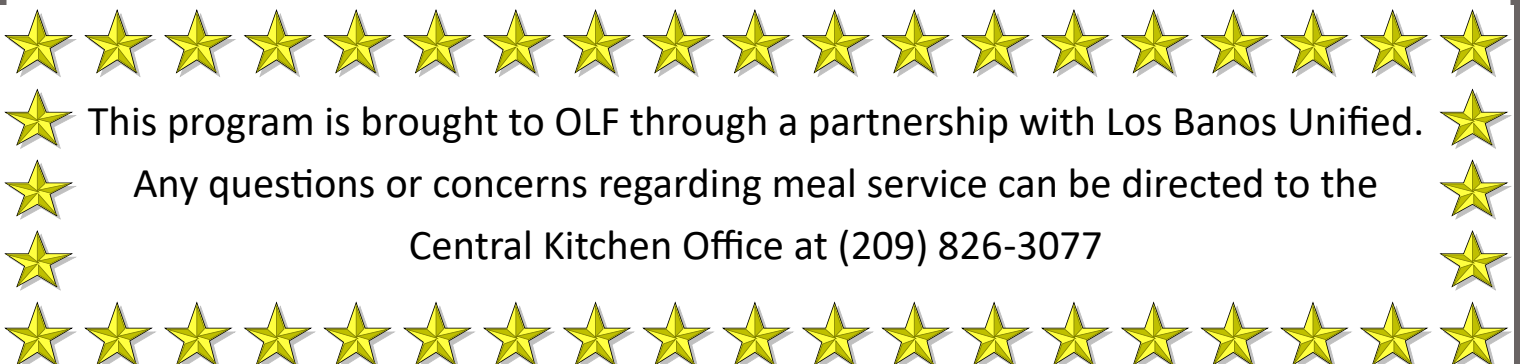 This program is brought to OLF through a partnership with Los Banos Unified.
Any questions or concerns regarding meal service can be directed to the
Central Kitchen Office at (209) 826-3077